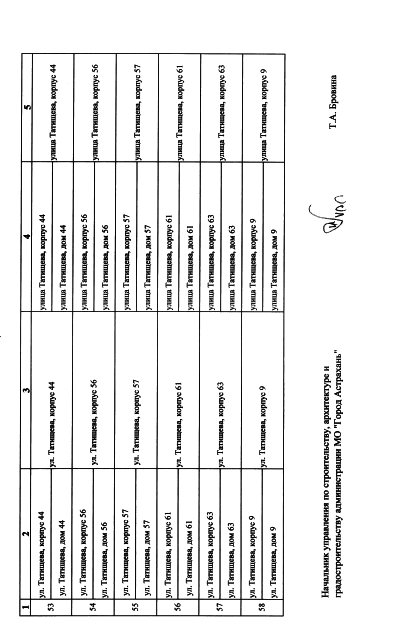 1 2 3 4 5
53 ул. Татищева, корпус 44 ул. Татищева, корпус 44 улица Татищева, корпус 44 улица Татищева, корпус 44
ул. Татищева, дом 44 улица Татищева, дом 44
54 ул. Татищева, корпус 56 ул. Татищева, корпус 56 улица Татищева, корпус 56 улица Татищева, корпус 56
ул. Татищева, дом 56 улица Татищева, дом 56
55 ул. Татищева, корпус 57 ул. Татищева, корпус 57 улица Татищева, корпус 57 улица Татищева, корпус 57
ул. Татищева, дом 57 улица Татищева, дом 57
56 ул. Татищева, корпус 61 ул. Татищева, корпус 61 улица Татищева, корпус 61 улица Татищева, корпус 61
ул. Татищева, дом 61 улица Татищева, дом 61
57 ул. Татищева, корпус 63 ул. Татищева, корпус 63 улица Татищева, корпус 63 улица Татищева, корпус 63
ул. Татищева, дом 63 улица Татищева, дом 63
58 ул. Татищева, корпус 9 ул. Татищева, корпус 9 улица Татищева, корпус 9 улица Татищева, корпус 9
ул. Татищева, дом 9 улица Татищева, дом 9
Начальник управления по строительству, архитектуре и
градостроительству администрации МО "Город Астрахань" Т.А. Бровина